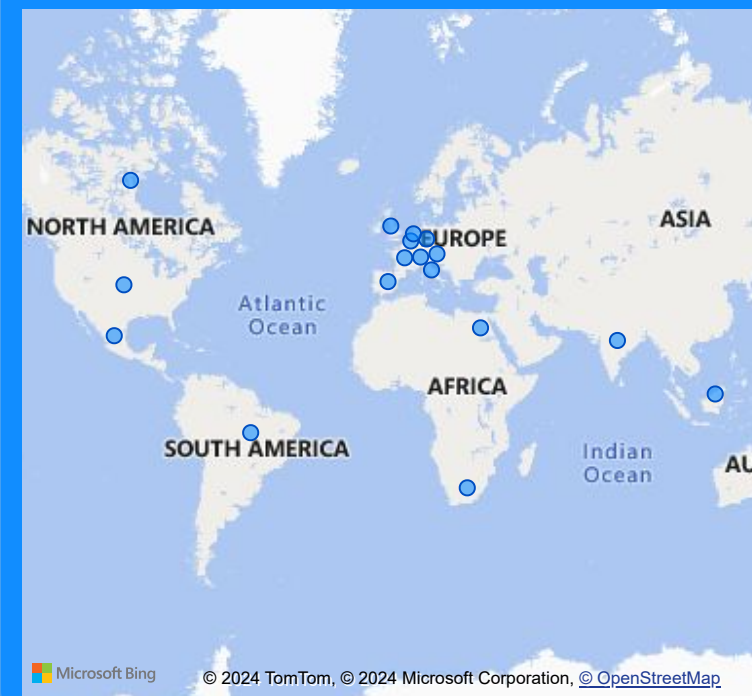 ASIA
NORTH AMERICA
EUROPE
Atlantic
Ocean
AFRICA
SOUTH AMERICA
Indian
Ocean
AU
Microsoft Bing
© 2024 TomTom, © 2024 Microsoft Corporation, © OpenStreetMap